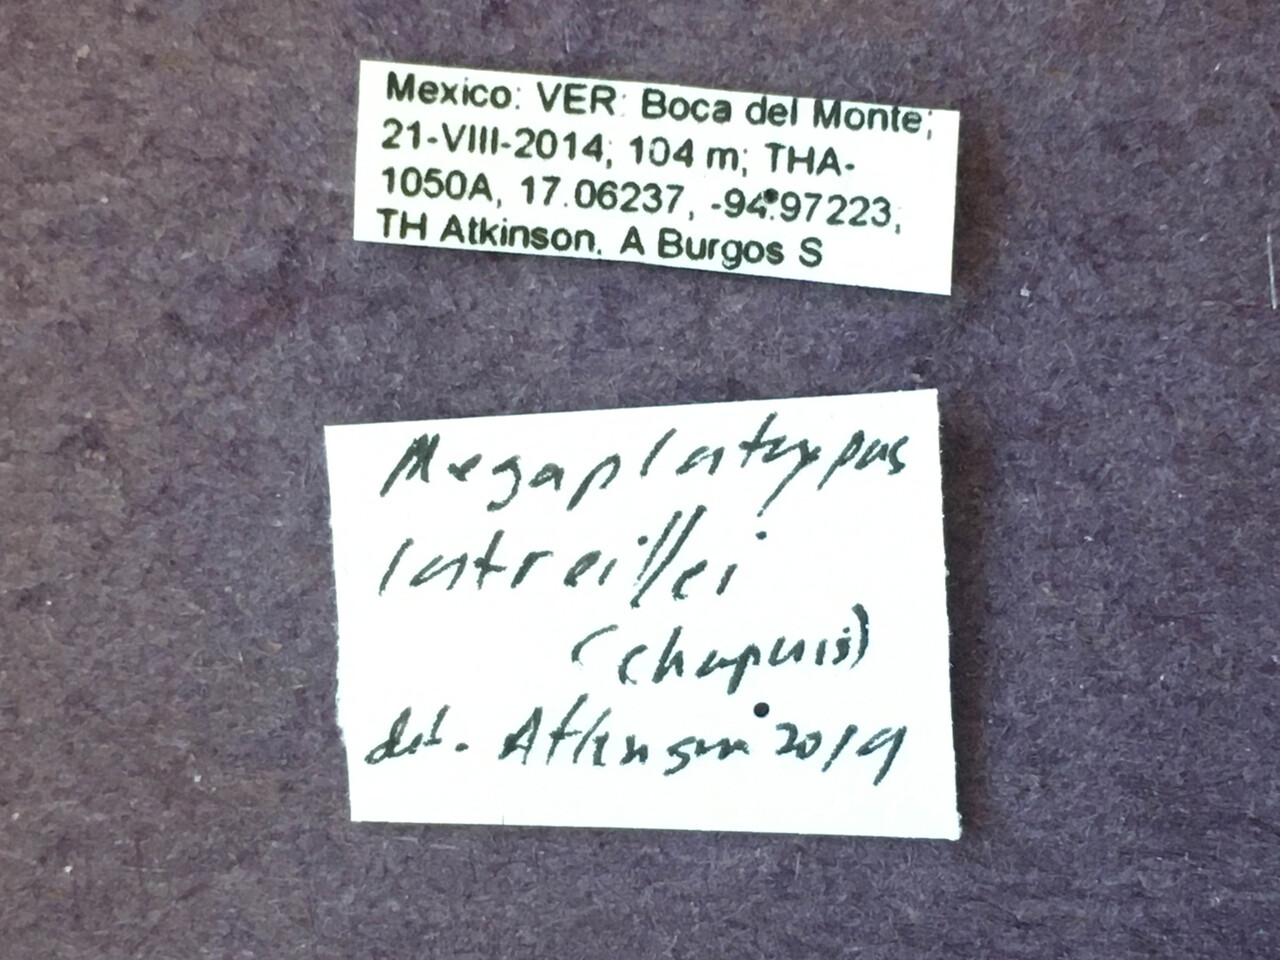 Mexico: VER: Boca del Monte;
21-VIII-2014; 104 m; THA-
1050A, 17.06237, -94.97223;
TH Atkinson. A Burgos S
Megaplatypus
latreillei
(Chapuis)
det. Atkinson 2019